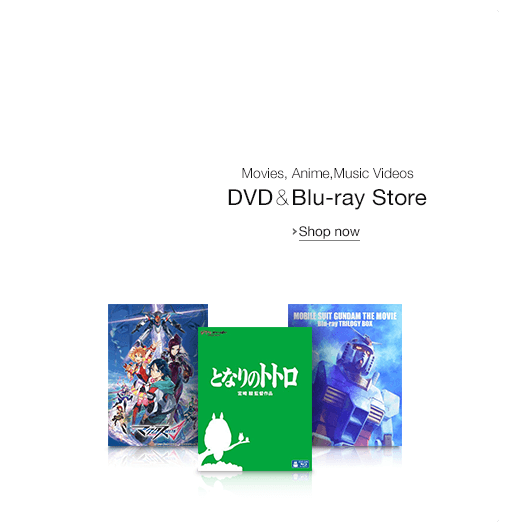 Movies, Anime,Music Videos
DVD&Blu-ray Store
Shop now
MOBILE SUIT GUNDAM THE MOVIE
Blu-ray TRILOGY BOX
となりのトトロ
宮崎 駿 監督作品